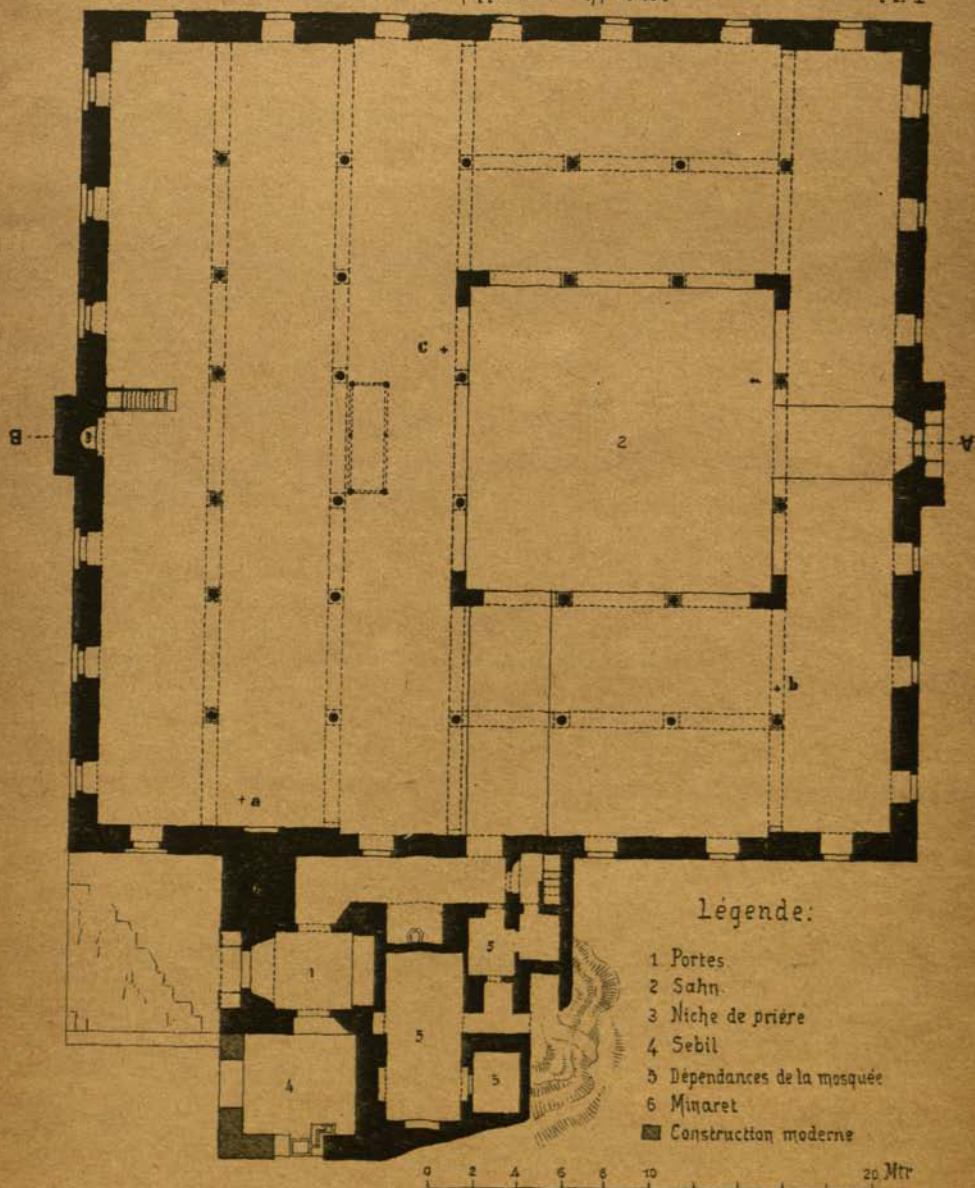 c
1
3
B
2
A
b
a
5
1
5
4
5
Légende:
1 Portes
2 Sahn
3 Niche de prière
4 Sebil
5 Dépendances de la mosquée
6 Minaret
Construction moderne
0 2 4 6 8 10 20 Mtr